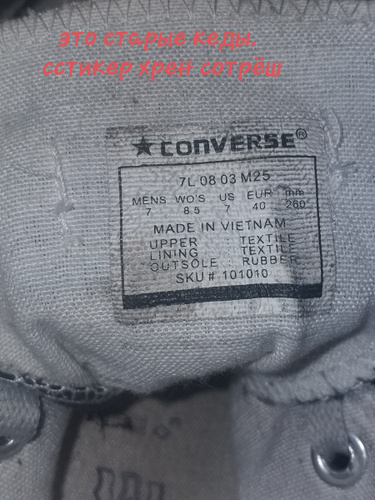 это старые кеды.
сстикер хрен сотрёш
★CONVERSE®
7L 08 03 M25
MENS WO'S US EUR mm
7 8.5 7 40 260
MADE IN VIETNAM
UPPER : TEXTILE
LINING : TEXTILE
OUTSOLE : RUBBER
SKU # 101010